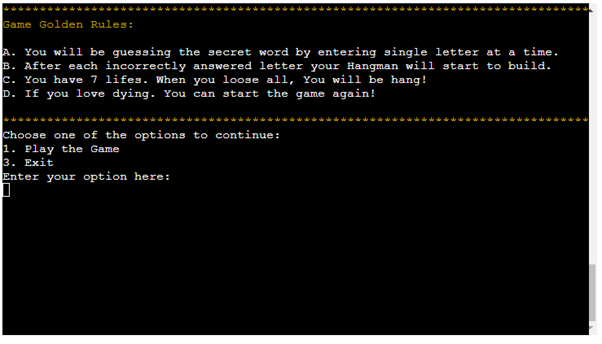 *******************************************************************************
Game Golden Rules:
A. You will be guessing the secret word by entering single letter at a time.
B. After each incorrectly answered letter your Hangman will start to build.
C. You have 7 lifes. When you loose all, You will be hang!
D. If you love dying. You can start the game again!
*******************************************************************************
Choose one of the options to continue:
1. Play the Game
3. Exit
Enter your option here: